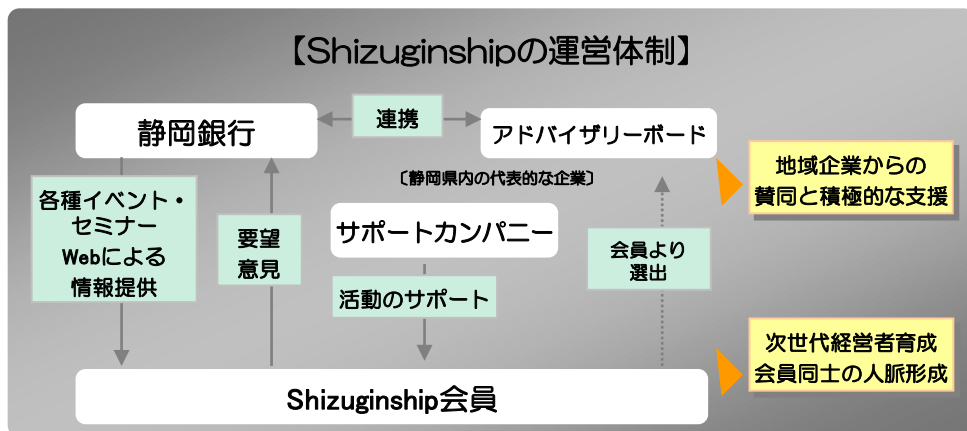 【Shizuginshipの運営体制】
静岡銀行
連携
アドバイザリーボード
〔静岡県内の代表的な企業〕
地域企業からの
賛同と積極的な支援
各種イベント・
セミナー
Webによる
情報提供
要望
意見
サポートカンパニー
会員より
選出
活動のサポート
次世代経営者育成
会員同士の人脈形成
Shizuginship会員